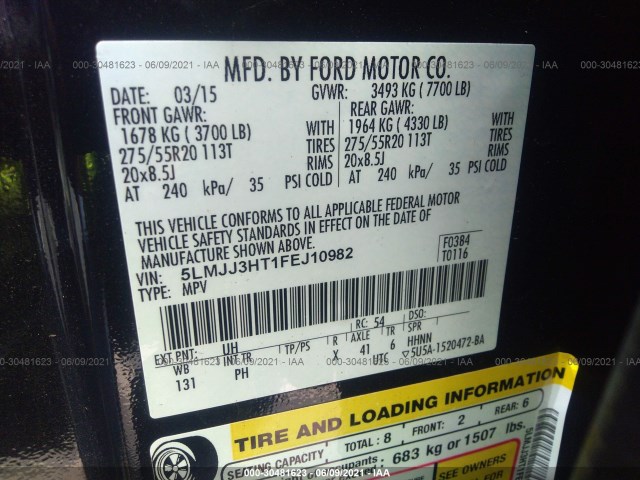 000-30481623 - 06/09/2021 - IAA
MFD. BY FORD MOTOR CO.
DATE: 03/15 GVWR: 3493 KG ( 7700 LB)
FRONT GAWR: REAR GAWR:
1678 KG ( 3700 LB) WITH 1964 KG ( 4330 LB) WITH
275/55R20 113T TIRES 275/55R20 113T TIRES
20x8.5J RIMS 20x8.5J RIMS
AT 240 kPa/ 35 PSI COLD AT 240 kPa/ 35 PSI COLD
THIS VEHICLE CONFORMS TO ALL APPLICABLE FEDERAL MOTOR
VEHICLE SAFETY STANDARDS IN EFFECT ON THE DATE OF
MANUFACTURE SHOWN ABOVE.
VIN: 5LMJJ3HT1FEJ10982
TYPE: MPV
F0384
T0116
EXT PNT: UH RC: 54 DSO:
WB INT TR TP/PS R AXLE TR SPR
131 PH X 41 6 HHNN
UTC ▽5U5A-1520472-BA
TIRE AND LOADING INFORMATION
SEATING CAPACITY TOTAL: 8 FRONT: 2 REAR: 6
683 kg or 1507 lbs.
SEE OWNERS
000-30481623 - 06/09/2021 - IAA